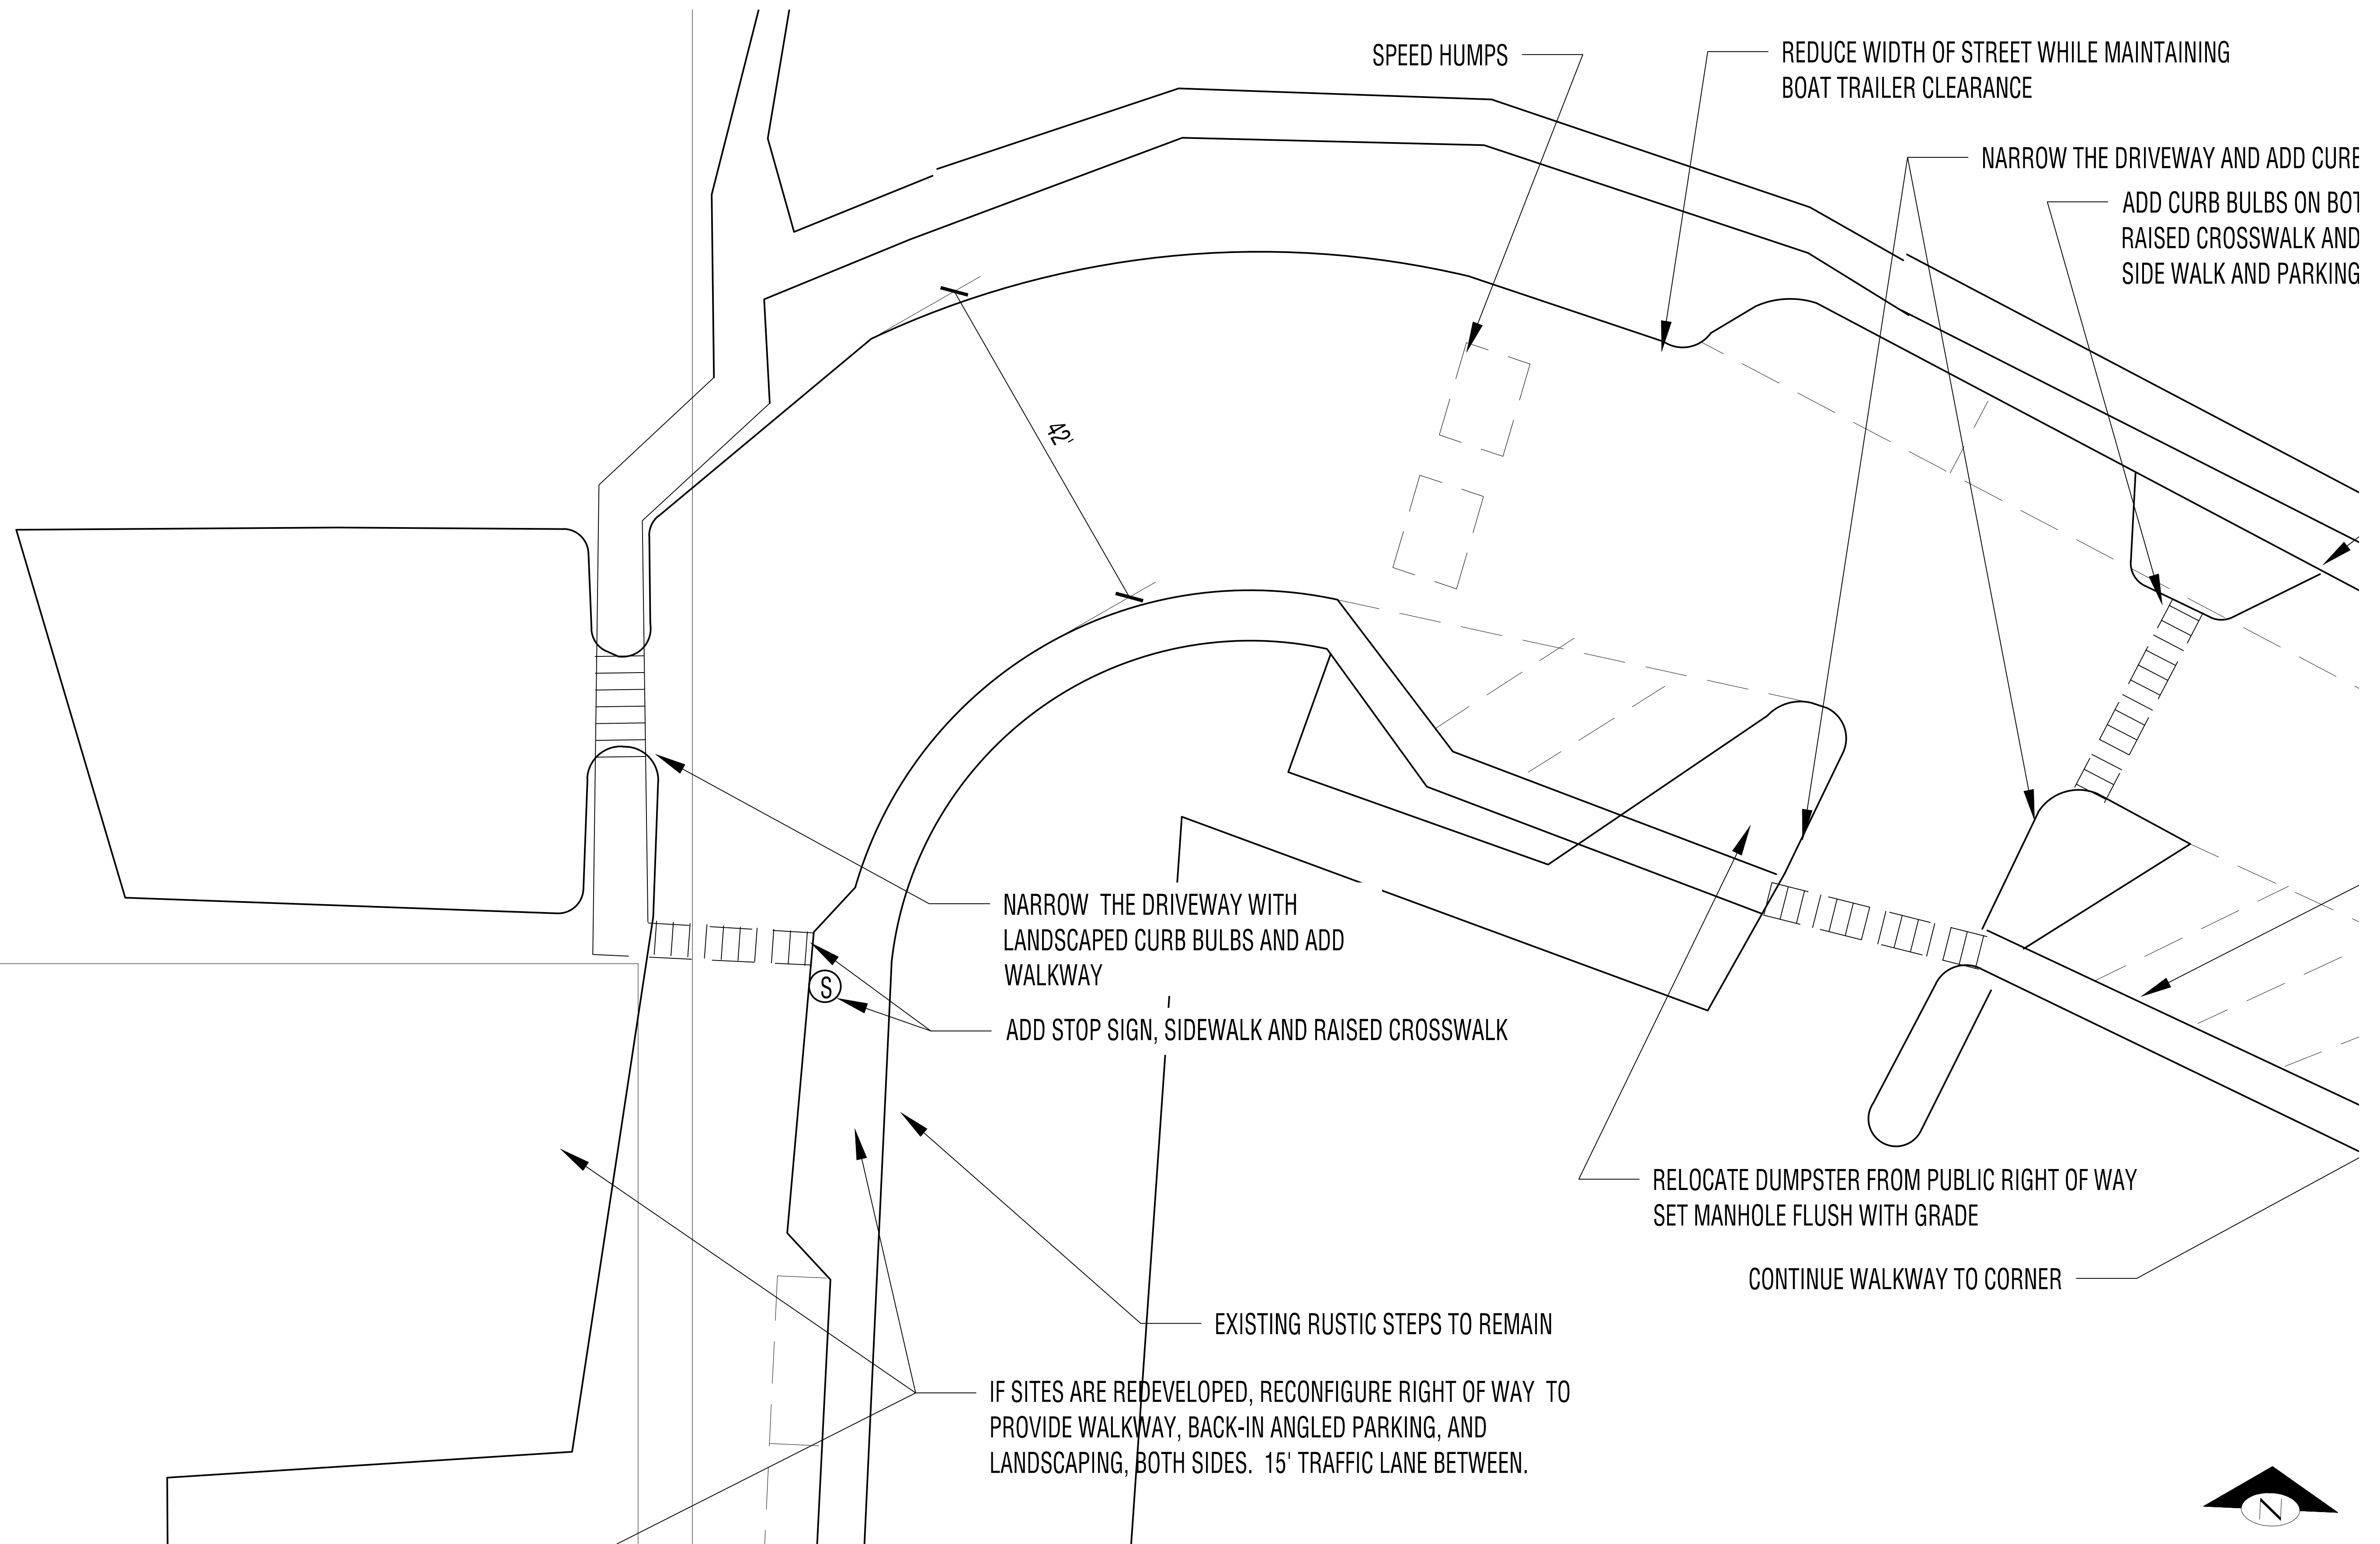 SPEED HUMPS
REDUCE WIDTH OF STREET WHILE MAINTAINING
BOAT TRAILER CLEARANCE
NARROW THE DRIVEWAY AND ADD
ADD CURB BULBS ON
RAISED CROSSWALK AND
SIDE WALK AND PARKING
42'
NARROW THE DRIVEWAY WITH
LANDSCAPED CURB BULBS AND ADD
WALKWAY
S
ADD STOP SIGN, SIDEWALK AND RAISED CROSSWALK
RELOCATE DUMPSTER FROM PUBLIC RIGHT OF WAY
SET MANHOLE FLUSH WITH GRADE
CONTINUE WALKWAY TO CORNER
EXISTING RUSTIC STEPS TO REMAIN
IF SITES ARE REDEVELOPED, RECONFIGURE RIGHT OF WAY TO
PROVIDE WALKWAY, BACK-IN ANGLED PARKING, AND
LANDSCAPING, BOTH SIDES. 15' TRAFFIC LANE BETWEEN.
N